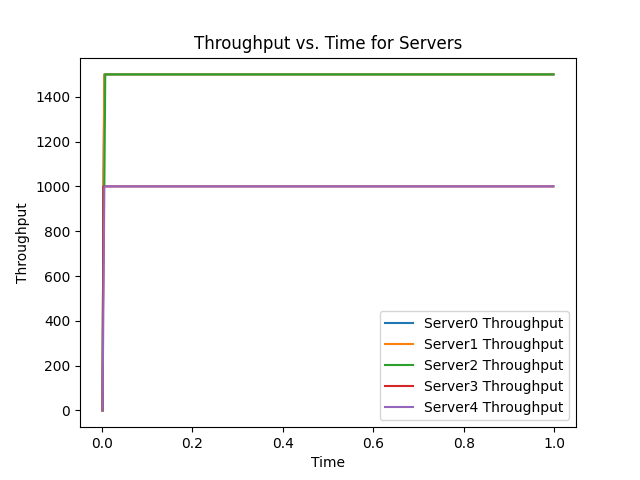 Throughput vs. Time for Servers
Throughput
1400
1200
1000
800
600
400
200
0
0.0 0.2 0.4 0.6 0.8 1.0
Time
Server0 Throughput
Server1 Throughput
Server2 Throughput
Server3 Throughput
Server4 Throughput